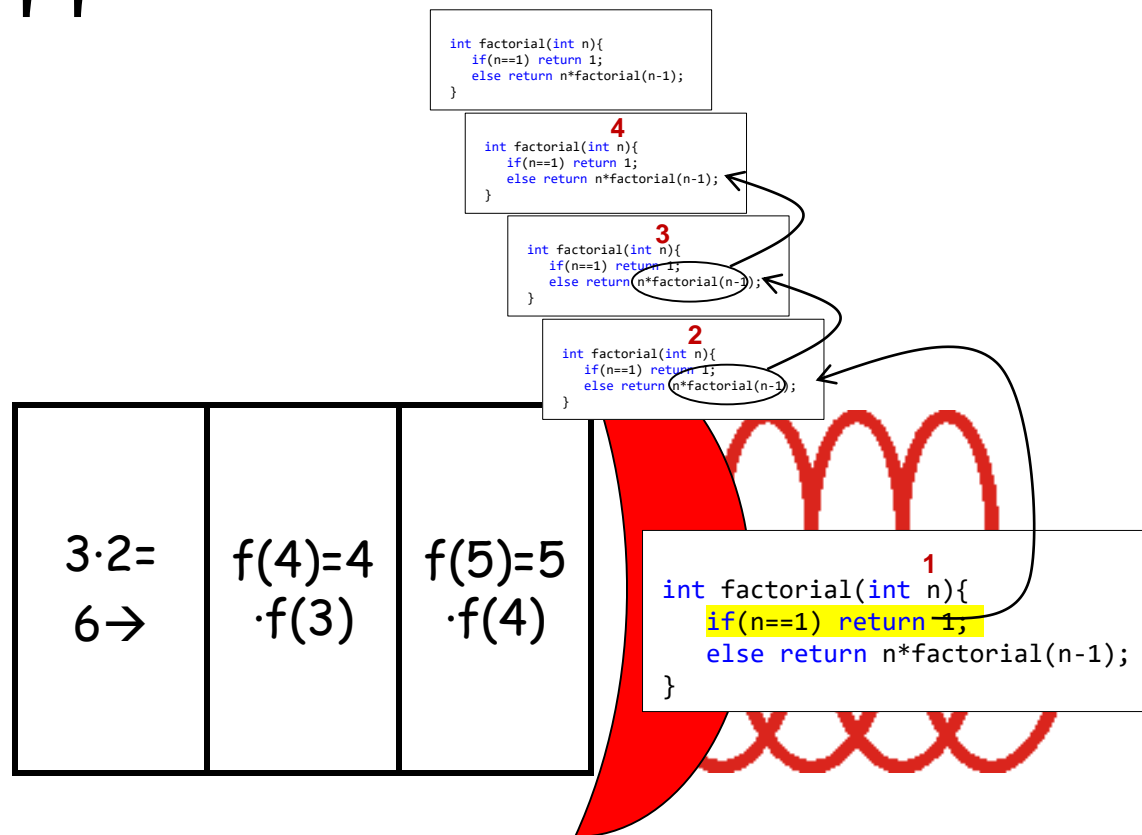 int factorial(int n){
if(n==1) return 1;
else return n*factorial(n-1);
}
4
int factorial(int n){
if(n==1) return 1;
else return n*factorial(n-1);
}
3
int factorial(int n){
if(n==1) return 1;
else return n*factorial(n-1);
}
2
int factorial(int n){
if(n==1) return 1;
else return n*factorial(n-1);
}
3·2=
6→
f(4)=4
·f(3)
f(5)=5
·f(4)
1
int factorial(int n){
if(n==1) return 1;
else return n*factorial(n-1);
}